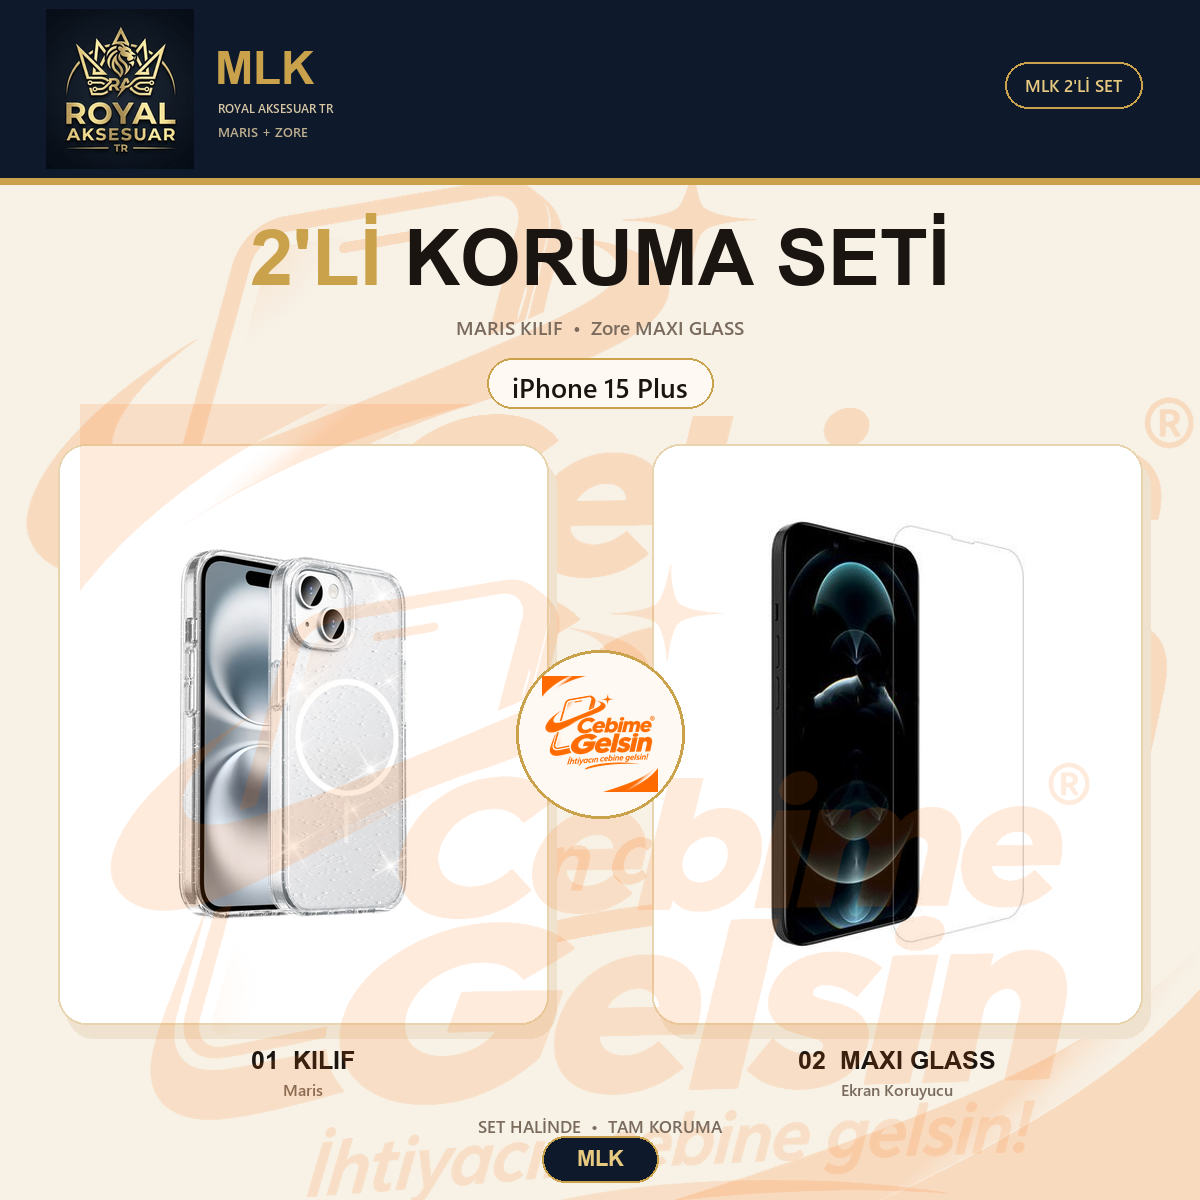 ROYAL
AKSESUAR
TR
MLK
ROYAL AKSESUAR TR
MARIS + ZORE
MLK 2'Lİ SET
2'Lİ KORUMA SETİ
MARIS KILIF • Zore MAXI GLASS
iPhone 15 Plus
®
Cebime®
Gelsin
İhtiyacın cebine gelsin!
Cebime®
Gelsin
01 KILIF
02 MAXI GLASS
Maris
Ekran Koruyucu
SET HALİNDE • TAM KORUMA
İhtiyacın cebine gelsin!
MLK